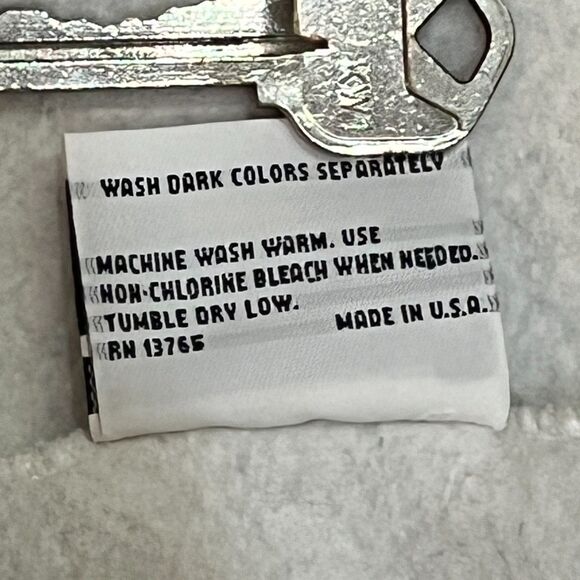 WASH DARK COLORS SEPARATELY
MACHINE WASH WARM. USE
NON-CHLORINE BLEACH WHEN NEEDED.
TUMBLE DRY LOW.
MADE IN U.S.A.
RN 13765